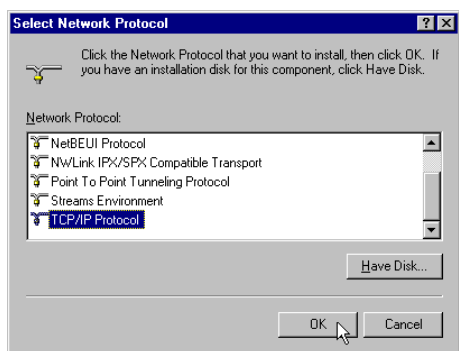 Select Network Protocol
Click the Network Protocol that you want to install, then click OK. If
you have an installation disk for this component, click Have Disk.
Network Protocol:
NetBEUI Protocol
NWLink IPX/SPX Compatible Transport
Point To Point Tunneling Protocol
Streams Environment
TCP/IP Protocol
Have Disk...
OK
Cancel